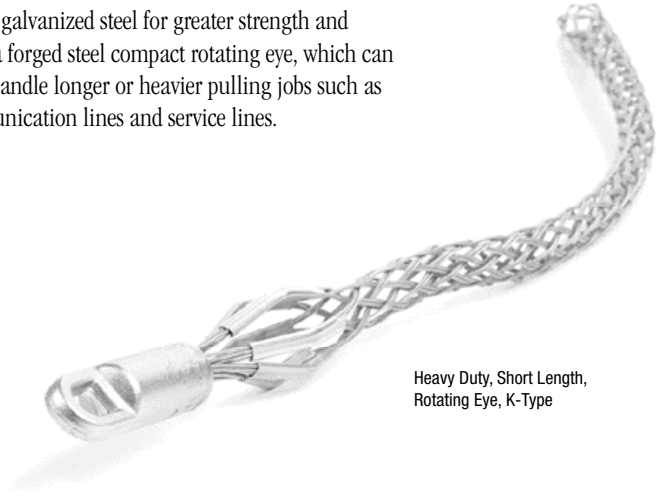 galvanized steel for greater strength and
forged steel compact rotating eye, which can
andle longer or heavier pulling jobs such as
unication lines and service lines.
Heavy Duty, Short Length,
Rotating Eye, K-Type